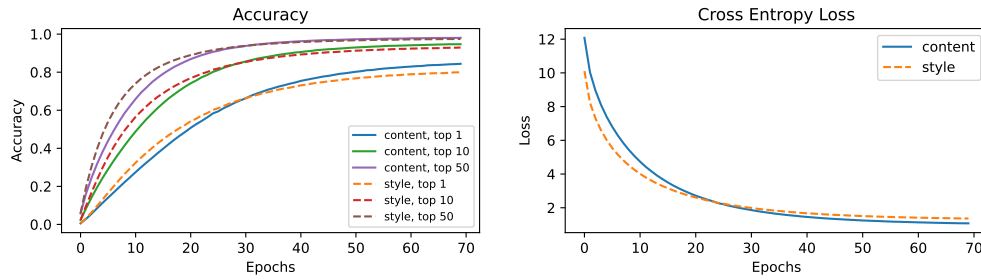 Accuracy
1.0
0.8
0.6
0.4
0.2
0.0
Accuracy
content, top 1
content, top 10
content, top 50
style, top 1
style, top 10
style, top 50
0 10 20 30 40 50 60 70
Epochs
Cross Entropy Loss
12
10
8
6
4
2
Loss
content
style
0 10 20 30 40 50 60 70
Epochs